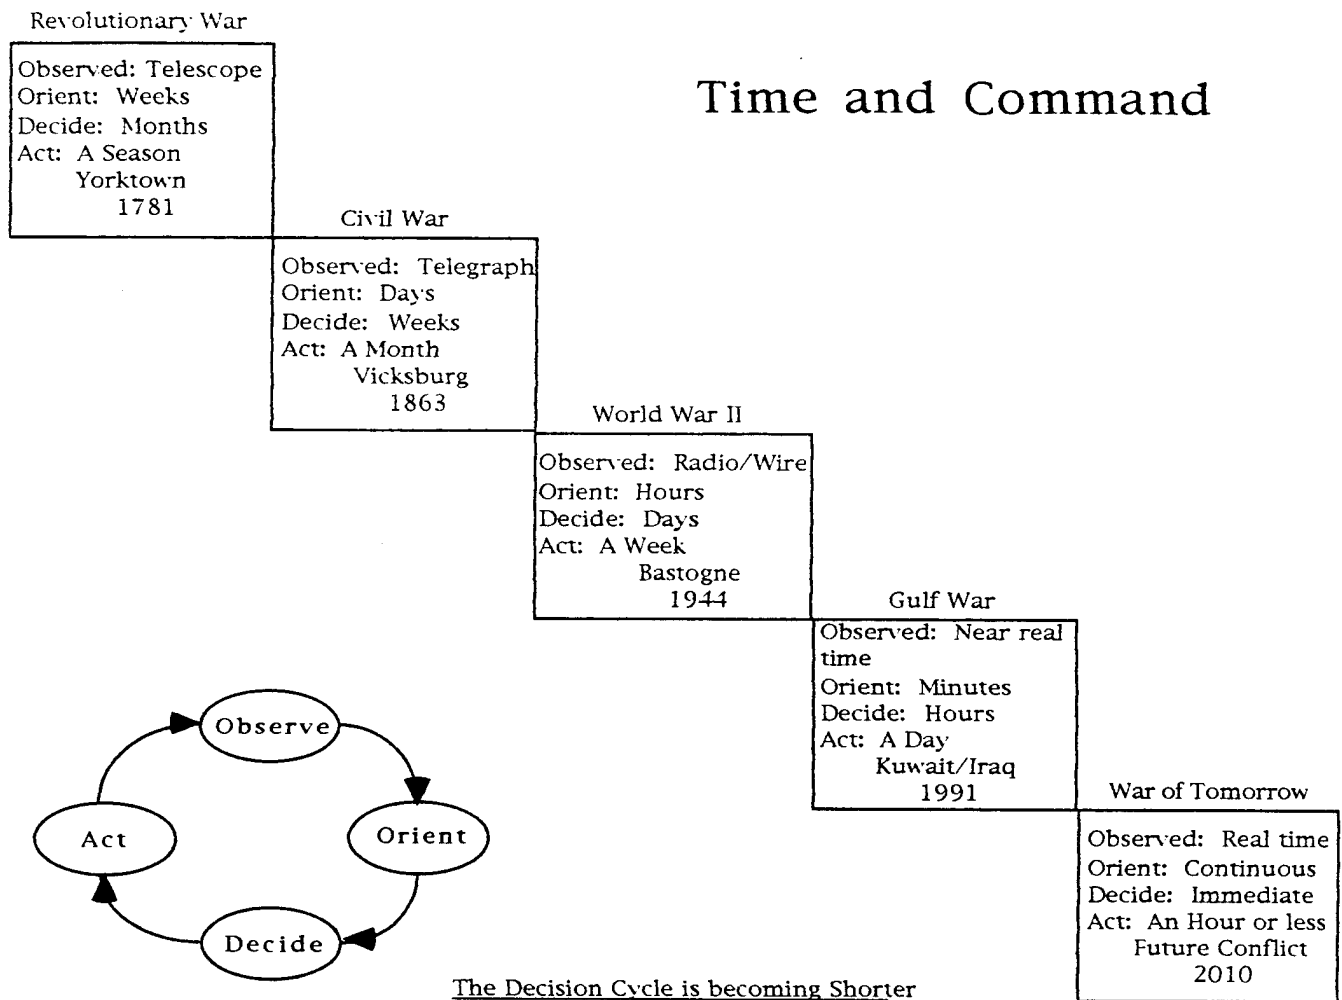 Revolutionary War
Observed: Telescope
Orient: Weeks
Decide: Months
Act: A Season
Yorktown
1781
Time and Command
Civil War
Observed: Telegraph
Orient: Days
Decide: Weeks
Act: A Month
Vicksburg
1863
World War II
Observed: Radio/Wire
Orient: Hours
Decide: Days
Act: A Week
Bastogne
1944
Gulf War
Observed: Near real
time
Orient: Minutes
Decide: Hours
Act: A Day
Kuwait/Iraq
1991
War of Tomorrow
Observed: Real time
Orient: Continuous
Decide: Immediate
Act: An Hour or less
Future Conflict
2010
Observe
Orient
Decide
Act
The Decision Cycle is becoming Shorter